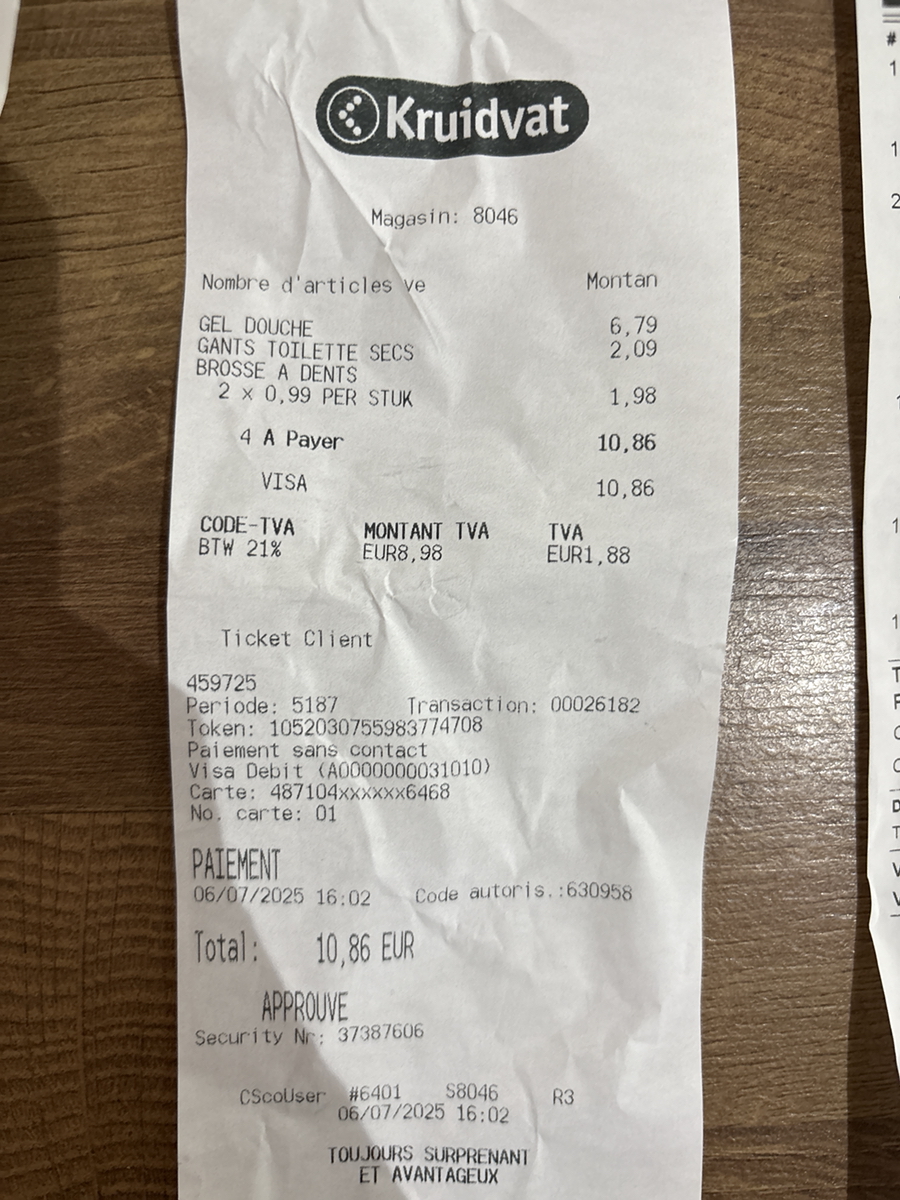 Kruidvat
Magasin: 8046
Nombre d'articles ve Montan
GEL DOUCHE 6,79
GANTS TOILETTE SECS 2,09
BROSSE A DENTS
2 x 0,99 PER STUK 1,98
4 A Payer 10,86
VISA 10,86
CODE-TVA MONTANT TVA TVA
BTW 21% EUR8,98 EUR1,88
Ticket Client
459725
Periode: 5187 Transaction: 00026182
Token: 1052030755983774708
Paiement sans contact
Visa Debit (A0000000031010)
Carte: 487104xxxxxx6468
No. carte: 01
PAIEMENT
06/07/2025 16:02 Code autoris.:630958
Total: 10,86 EUR
APPROUVE
Security Nr: 37387606
CScoUser #6401 S8046 R3
06/07/2025 16:02
TOUJOURS SURPRENANT
ET AVANTAGEUX